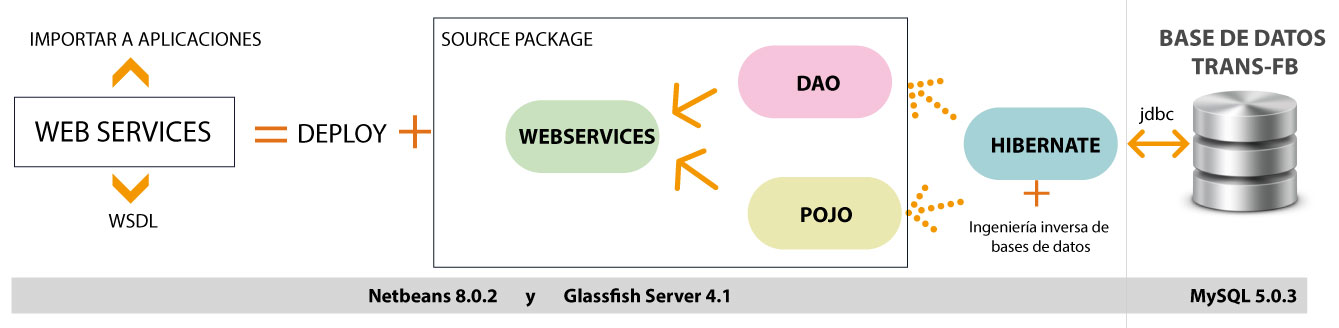 IMPORTAR A APLICACIONES
WEB SERVICES
WSDL
= DEPLOY +
SOURCE PACKAGE
WEBSERVICES
DAO
POJO
HIBERNATE
+
Ingeniería inversa de
bases de datos
jdbc
BASE DE DATOS
TRANS-FB
Netbeans 8.0.2 y Glassfish Server 4.1
MySQL 5.0.3